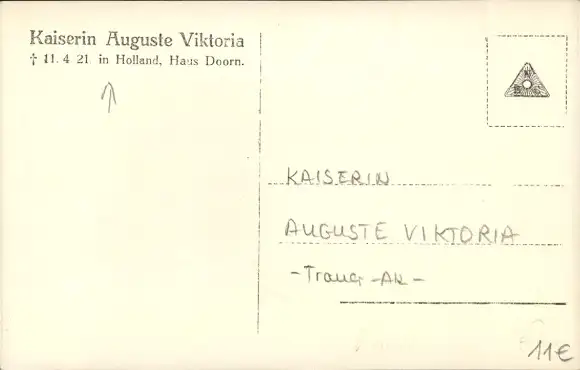 Kaiserin Auguste Viktoria
† 11. 4 21. in Holland, Haus Doorn.
KAISERIN
AUGUSTE VIKTORIA
- Trauer - AK -
11€